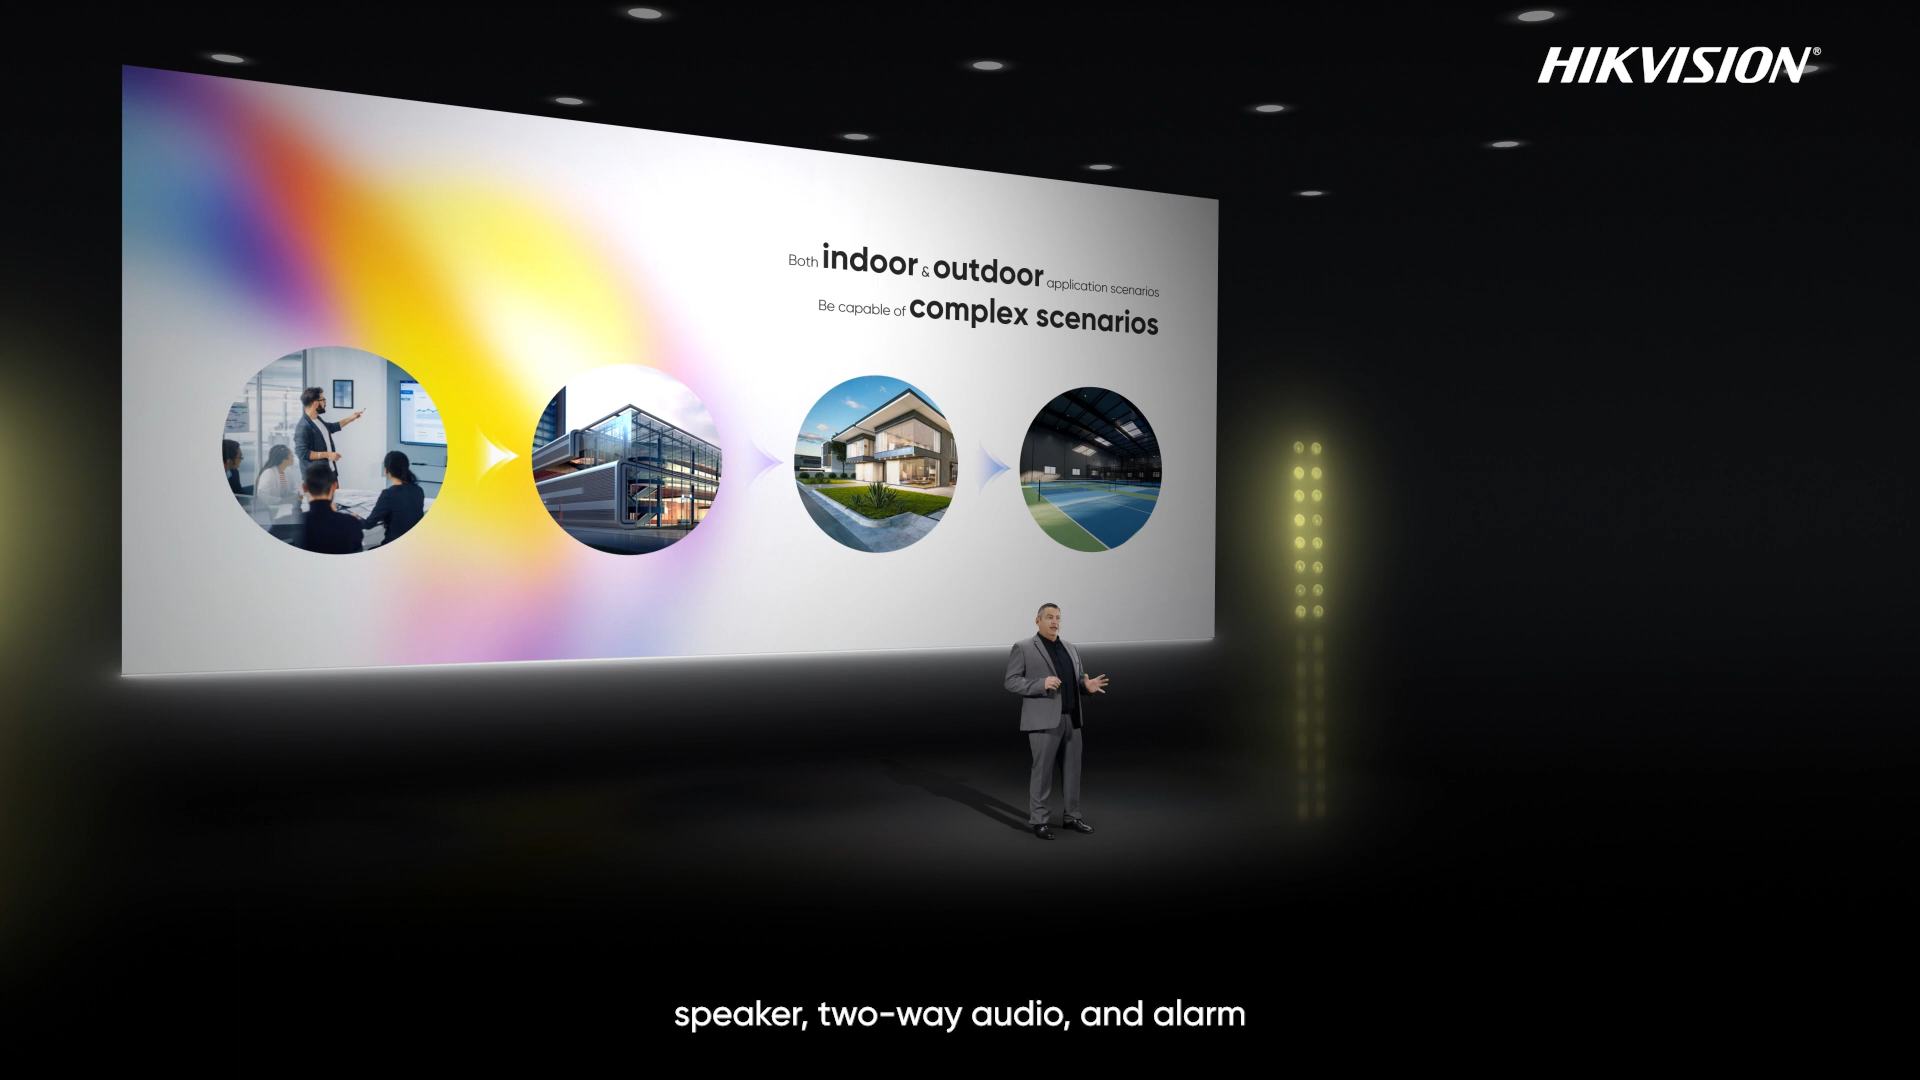 HIKVISION®
Both indoor & outdoor application scenarios
Be capable of complex scenarios
speaker, two-way audio, and alarm